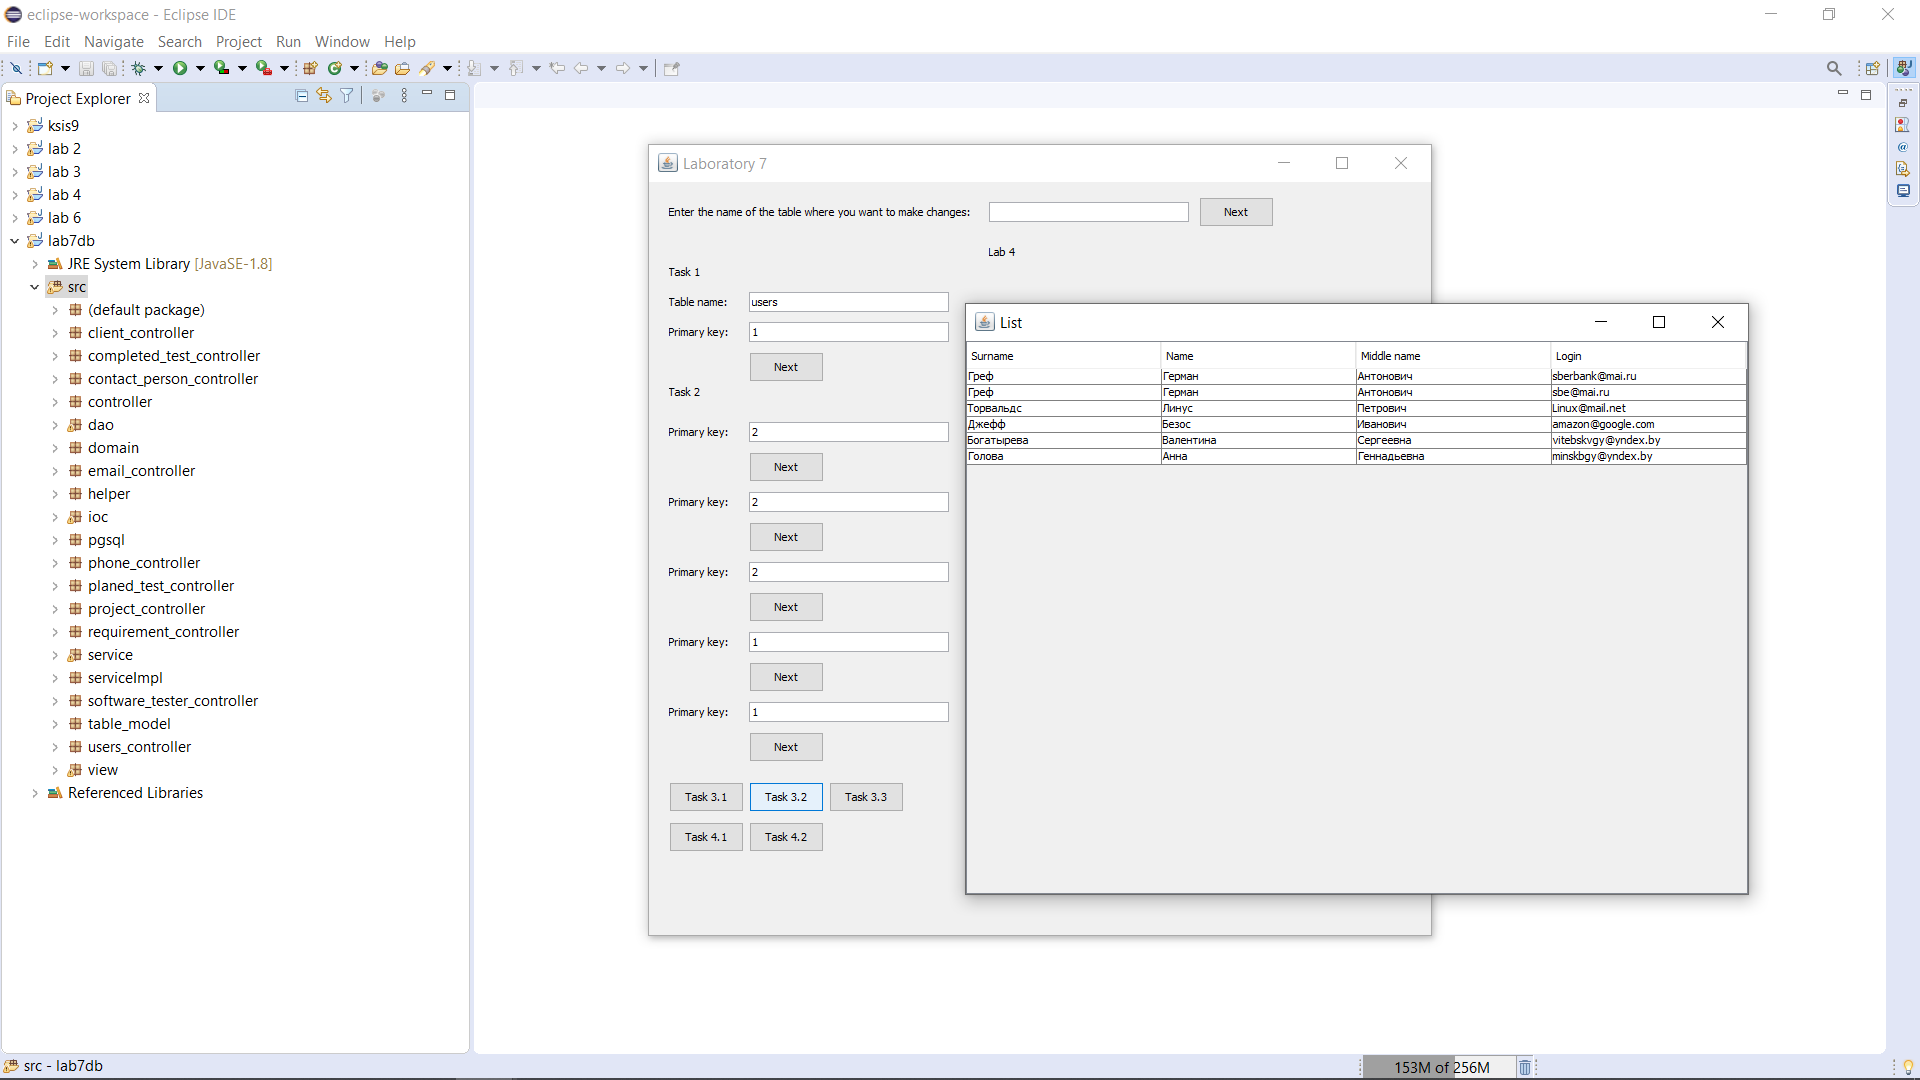 eclipse-workspace - Eclipse IDE
File Edit Navigate Search Project Run Window Help
Project Explorer
ksis9
lab 2
lab 3
lab 4
lab 6
lab7db
JRE System Library [JavaSE-1.8]
src
(default package)
client_controller
completed_test_controller
contact_person_controller
controller
dao
domain
email_controller
helper
ioc
pgsql
phone_controller
planed_test_controller
project_controller
requirement_controller
service
serviceImpl
software_tester_controller
table_model
users_controller
view
Referenced Libraries
Laboratory 7
Enter the name of the table where you want to make changes: Next
Lab 4
Task 1
Table name: users
Primary key: 1
Next
Task 2
Primary key: 2
Next
Primary key: 2
Next
Primary key: 2
Next
Primary key: 1
Next
Primary key: 1
Next
Task 3.1 Task 3.2 Task 3.3
Task 4.1 Task 4.2
List
Surname Name Middle name Login
Греф Герман Антонович sberbank@mai.ru
Греф Герман Антонович sbe@mai.ru
Торвальдс Линус Петрович Linux@mail.net
Джефф Безос Иванович amazon@google.com
Богатырева Валентина Сергеевна vitebskvgy@yndex.by
Голова Анна Геннадьевна minskbgy@yndex.by
src - lab7db
153M of 256M